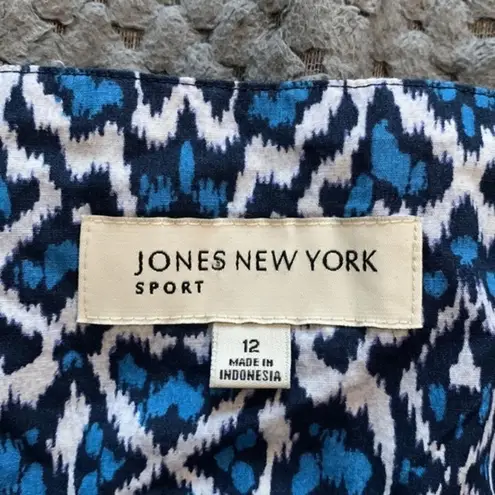 JONES NEW YORK
SPORT
12
MADE IN
INDONESIA